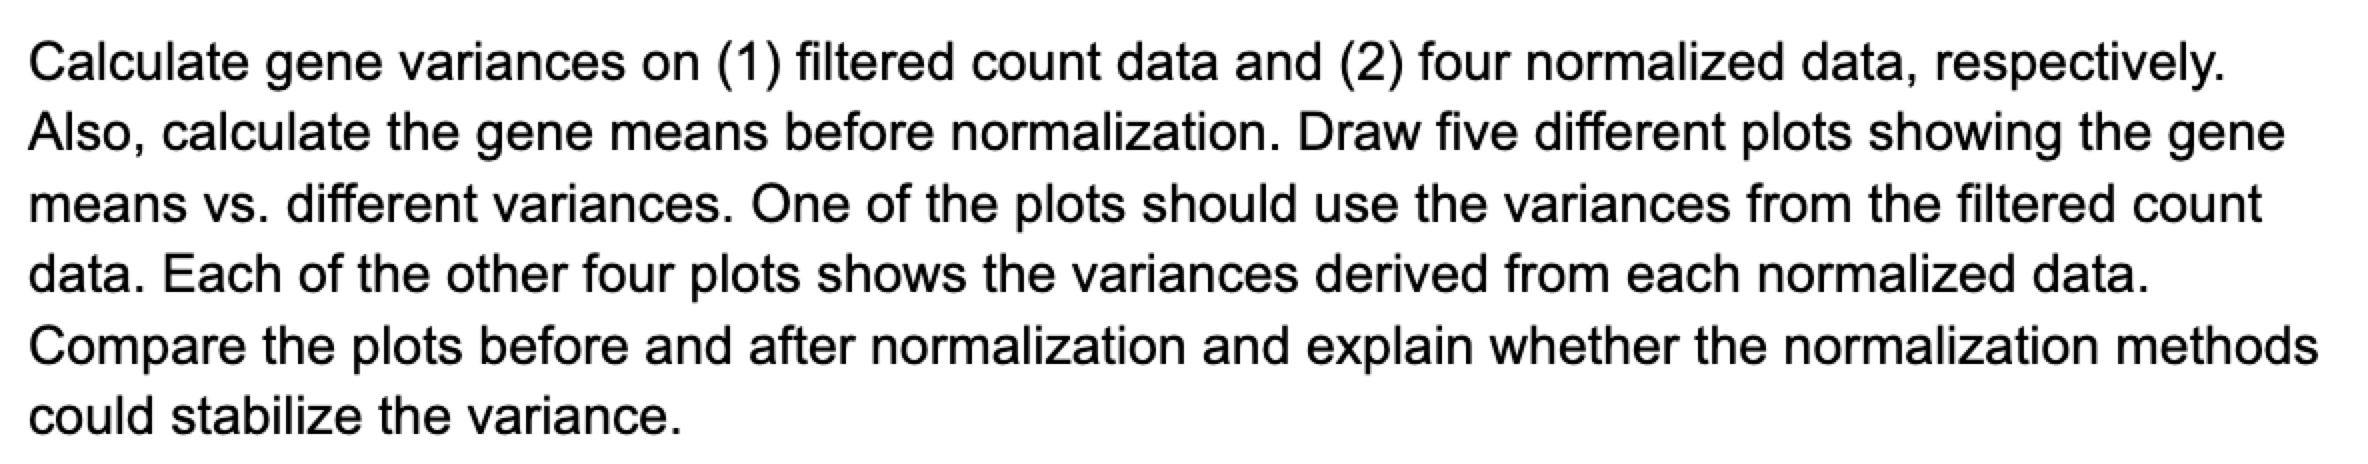 Calculate gene variances on (1) filtered count data and (2) four normalized data, respectively.
Also, calculate the gene means before normalization. Draw five different plots showing the gene
means vs. different variances. One of the plots should use the variances from the filtered count
data. Each of the other four plots shows the variances derived from each normalized data.
Compare the plots before and after normalization and explain whether the normalization methods
could stabilize the variance.